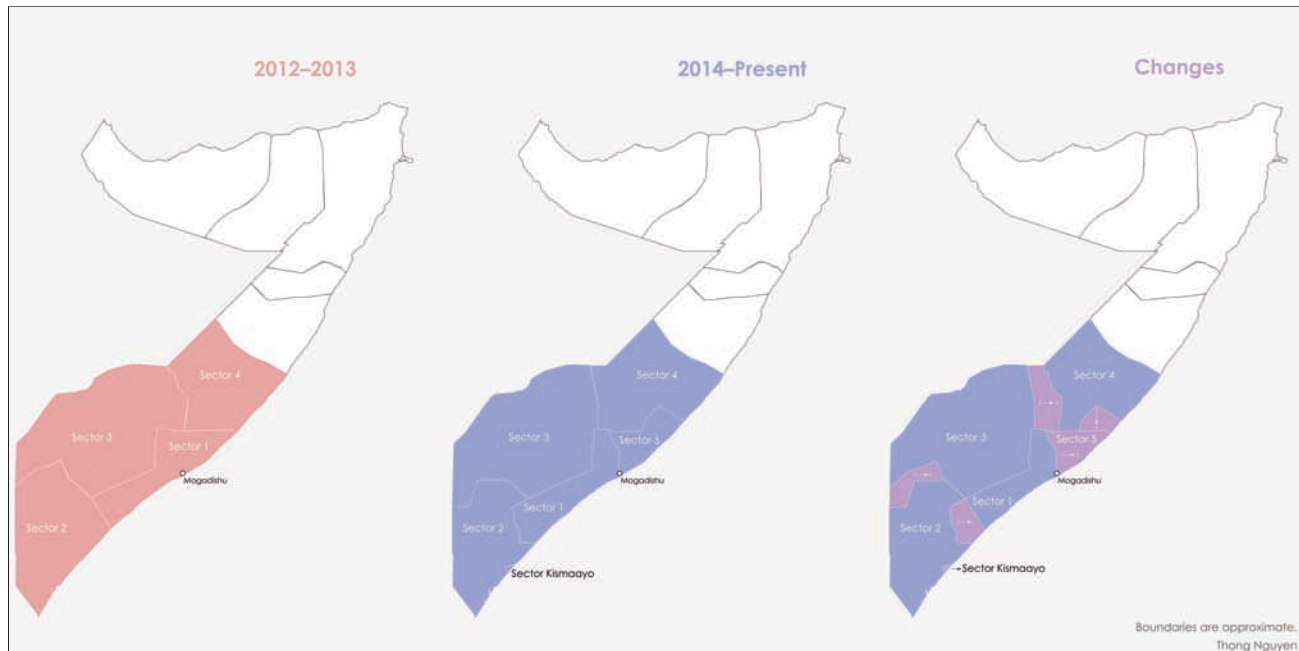 2012–2013
Sector 4
Sector 3
Sector 1
Mogadishu
Sector 2
2014–Present
Sector 4
Sector 3
Sector 5
Mogadishu
Sector 1
Sector 2
Sector Kismaayo
Changes
Sector 4
Sector 3
Sector 5
Mogadishu
Sector 1
Sector 2
Sector Kismaayo
Boundaries are approximate.
Thong Nguyen